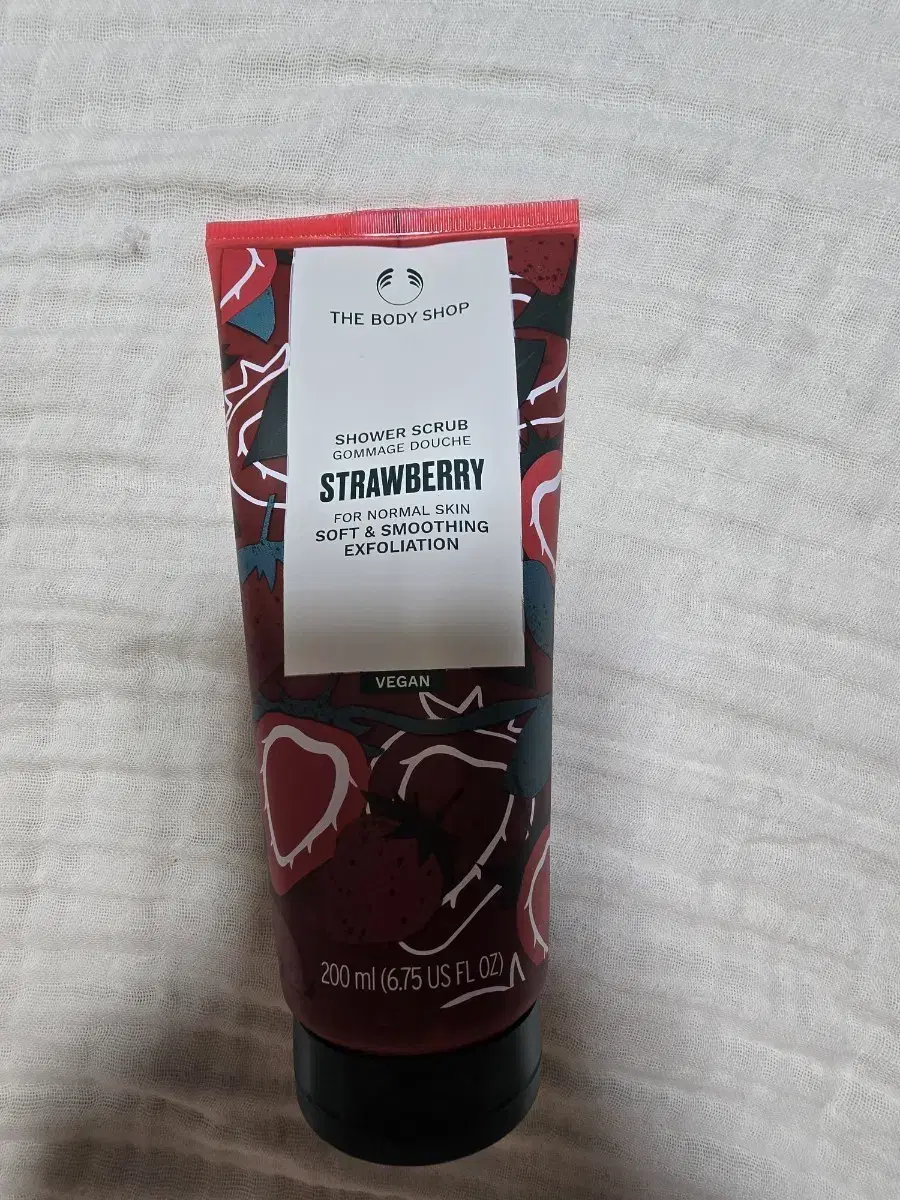 THE BODY SHOP
SHOWER SCRUB
GOMMAGE DOUCHE
STRAWBERRY
FOR NORMAL SKIN
SOFT & SMOOTHING
EXFOLIATION
VEGAN
200 ml (6.75 US FL OZ)